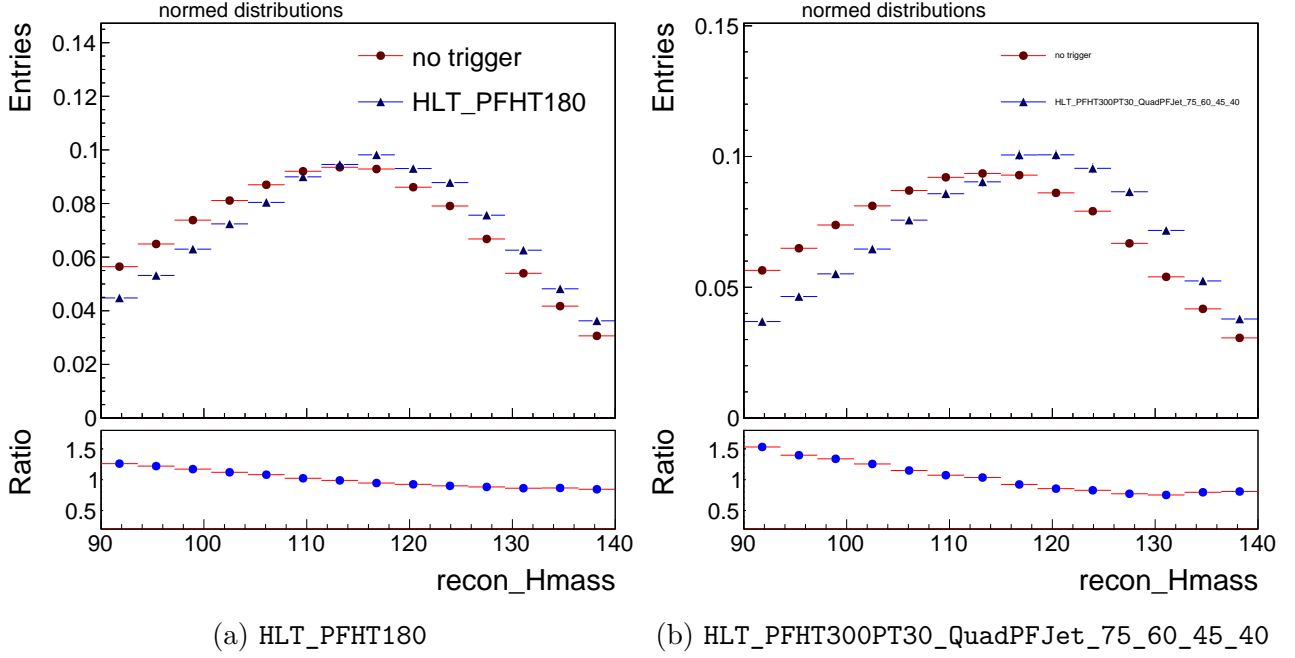 normed distributions
Entries
0.14
0.12
0.1
0.08
0.06
0.04
0.02
0
no trigger
HLT_PFHT180
Ratio
1.5
1
0.5
90 100 110 120 130 140
recon_Hmass
(a) HLT_PFHT180
normed distributions
Entries
0.15
0.1
0.05
0
no trigger
HLT_PFHT300PT30_QuadPFJet_75_60_45_40
Ratio
1.5
1
0.5
90 100 110 120 130 140
recon_Hmass
(b) HLT_PFHT300PT30_QuadPFJet_75_60_45_40